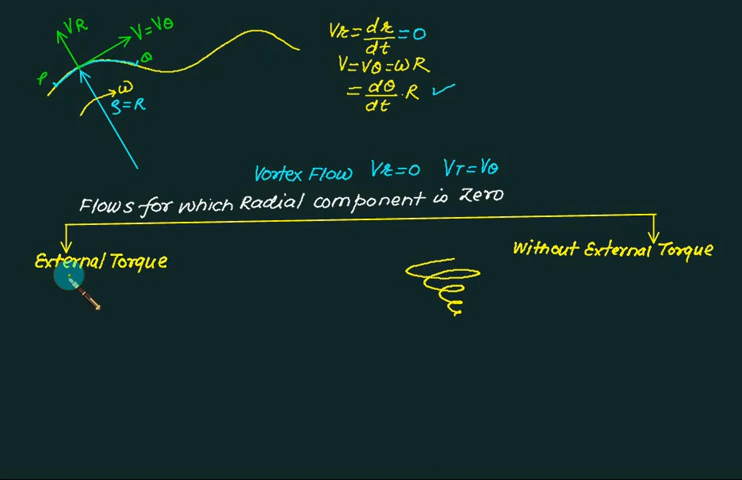 VR
V=Vθ
P
θ
ω
ʃ=R
Vr=dr/dt=0
V=Vθ=ωR
=dθ/dt.R ✓
Vortex Flow Vr=0 VT=Vθ
Flows for which Radial component is Zero
External Torque
Without External Torque